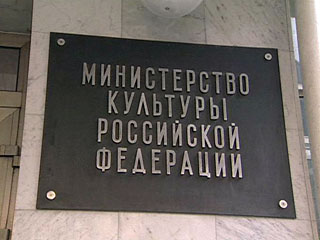 МИНИСТЕРСТВО
КУЛЬТУРЫ
РОССИЙСКОЙ
ФЕДЕРАЦИИ